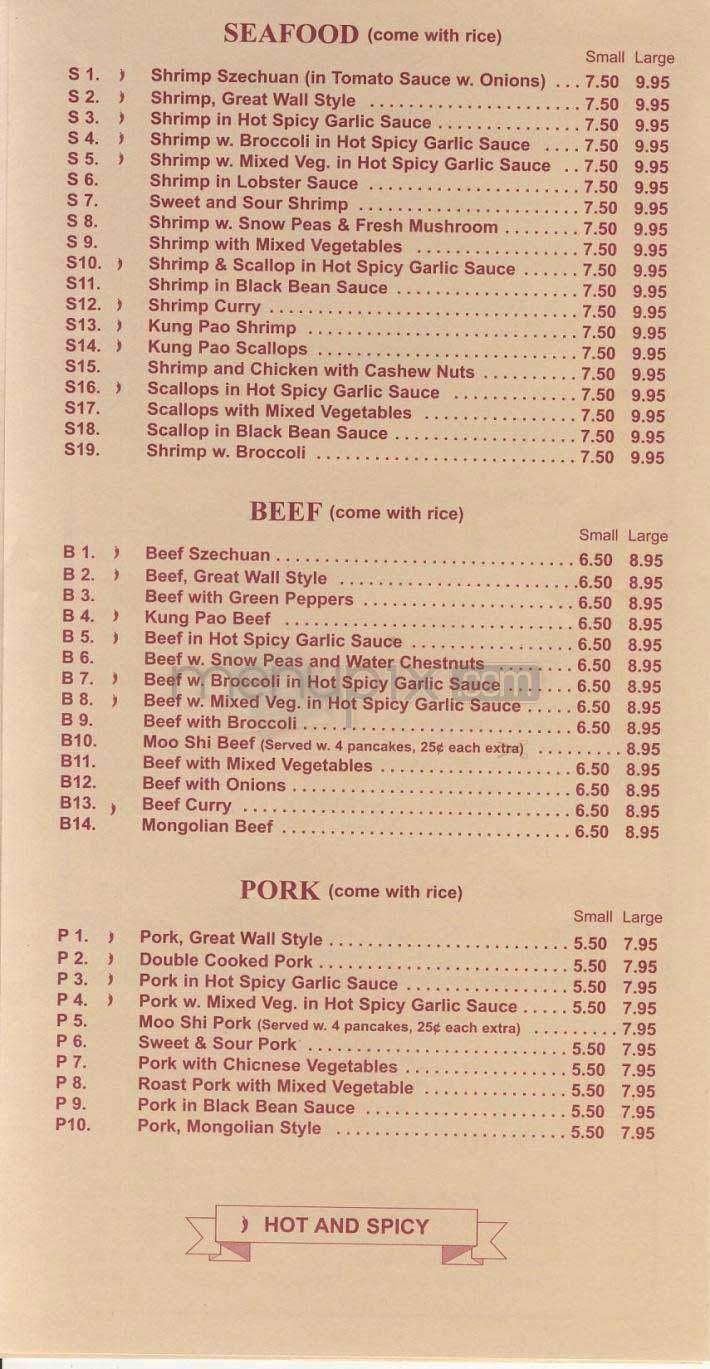 SEAFOOD (come with rice)
Small Large
S 1. Shrimp Szechuan (in Tomato Sauce w. Onions) ... 7.50 9.95
S 2. Shrimp, Great Wall Style ..................... 7.50 9.95
S 3. Shrimp in Hot Spicy Garlic Sauce ............. 7.50 9.95
S 4. Shrimp w. Broccoli in Hot Spicy Garlic Sauce .... 7.50 9.95
S 5. Shrimp w. Mixed Veg. in Hot Spicy Garlic Sauce .. 7.50 9.95
S 6. Shrimp in Lobster Sauce ..................... 7.50 9.95
S 7. Sweet and Sour Shrimp ...................... 7.50 9.95
S 8. Shrimp w. Snow Peas & Fresh Mushroom ........ 7.50 9.95
S 9. Shrimp with Mixed Vegetables ................ 7.50 9.95
S10. Shrimp & Scallop in Hot Spicy Garlic Sauce ...... 7.50 9.95
S11. Shrimp in Black Bean Sauce .................. 7.50 9.95
S12. Shrimp Curry ............................... 7.50 9.95
S13. Kung Pao Shrimp ........................... 7.50 9.95
S14. Kung Pao Scallops .......................... 7.50 9.95
S15. Shrimp and Chicken with Cashew Nuts .......... 7.50 9.95
S16. Scallops in Hot Spicy Garlic Sauce ............ 7.50 9.95
S17. Scallops with Mixed Vegetables ............... 7.50 9.95
S18. Scallop in Black Bean Sauce .................. 7.50 9.95
S19. Shrimp w. Broccoli .......................... 7.50 9.95
BEEF (come with rice)
Small Large
B 1. Beef Szechuan .............................. 6.50 8.95
B 2. Beef, Great Wall Style ........................ 6.50 8.95
B 3. Beef with Green Peppers ..................... 6.50 8.95
B 4. Kung Pao Beef ............................. 6.50 8.95
B 5. Beef in Hot Spicy Garlic Sauce ................ 6.50 8.95
B 6. Beef w. Snow Peas and Water Chestnuts ........ 6.50 8.95
B 7. Beef w. Broccoli in Hot Spicy Garlic Sauce ...... 6.50 8.95
B 8. Beef w. Mixed Veg. in Hot Spicy Garlic Sauce ..... 6.50 8.95
B 9. Beef with Broccoli ........................... 6.50 8.95
B10. Moo Shi Beef (Served w. 4 pancakes, 25¢ each extra) ......... 8.95
B11. Beef with Mixed Vegetables ................... 6.50 8.95
B12. Beef with Onions ............................ 6.50 8.95
B13. Beef Curry ................................. 6.50 8.95
B14. Mongolian Beef ............................. 6.50 8.95
menupix.com
PORK (come with rice)
Small Large
P 1. Pork, Great Wall Style ........................ 5.50 7.95
P 2. Double Cooked Pork ......................... 5.50 7.95
P 3. Pork in Hot Spicy Garlic Sauce ................ 5.50 7.95
P 4. Pork w. Mixed Veg. in Hot Spicy Garlic Sauce ..... 5.50 7.95
P 5. Moo Shi Pork (Served w. 4 pancakes, 25¢ each extra) ......... 7.95
P 6. Sweet & Sour Pork .......................... 5.50 7.95
P 7. Pork with Chicnese Vegetables ................ 5.50 7.95
P 8. Roast Pork with Mixed Vegetable .............. 5.50 7.95
P 9. Pork in Black Bean Sauce .................... 5.50 7.95
P10. Pork, Mongolian Style ....................... 5.50 7.95
HOT AND SPICY